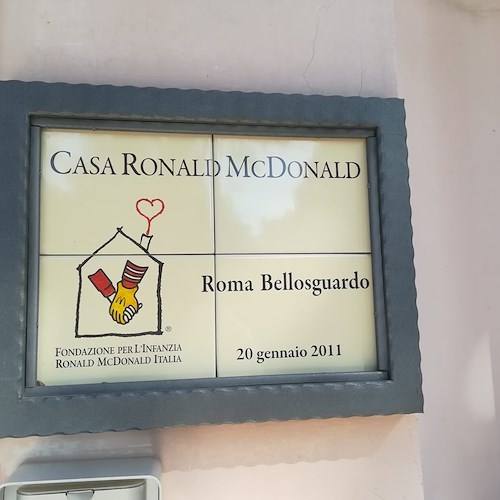 CASA RONALD MCDONALD
Roma Bellosguardo
FONDAZIONE PER L'INFANZIA
RONALD MCDONALD ITALIA
20 gennaio 2011
®